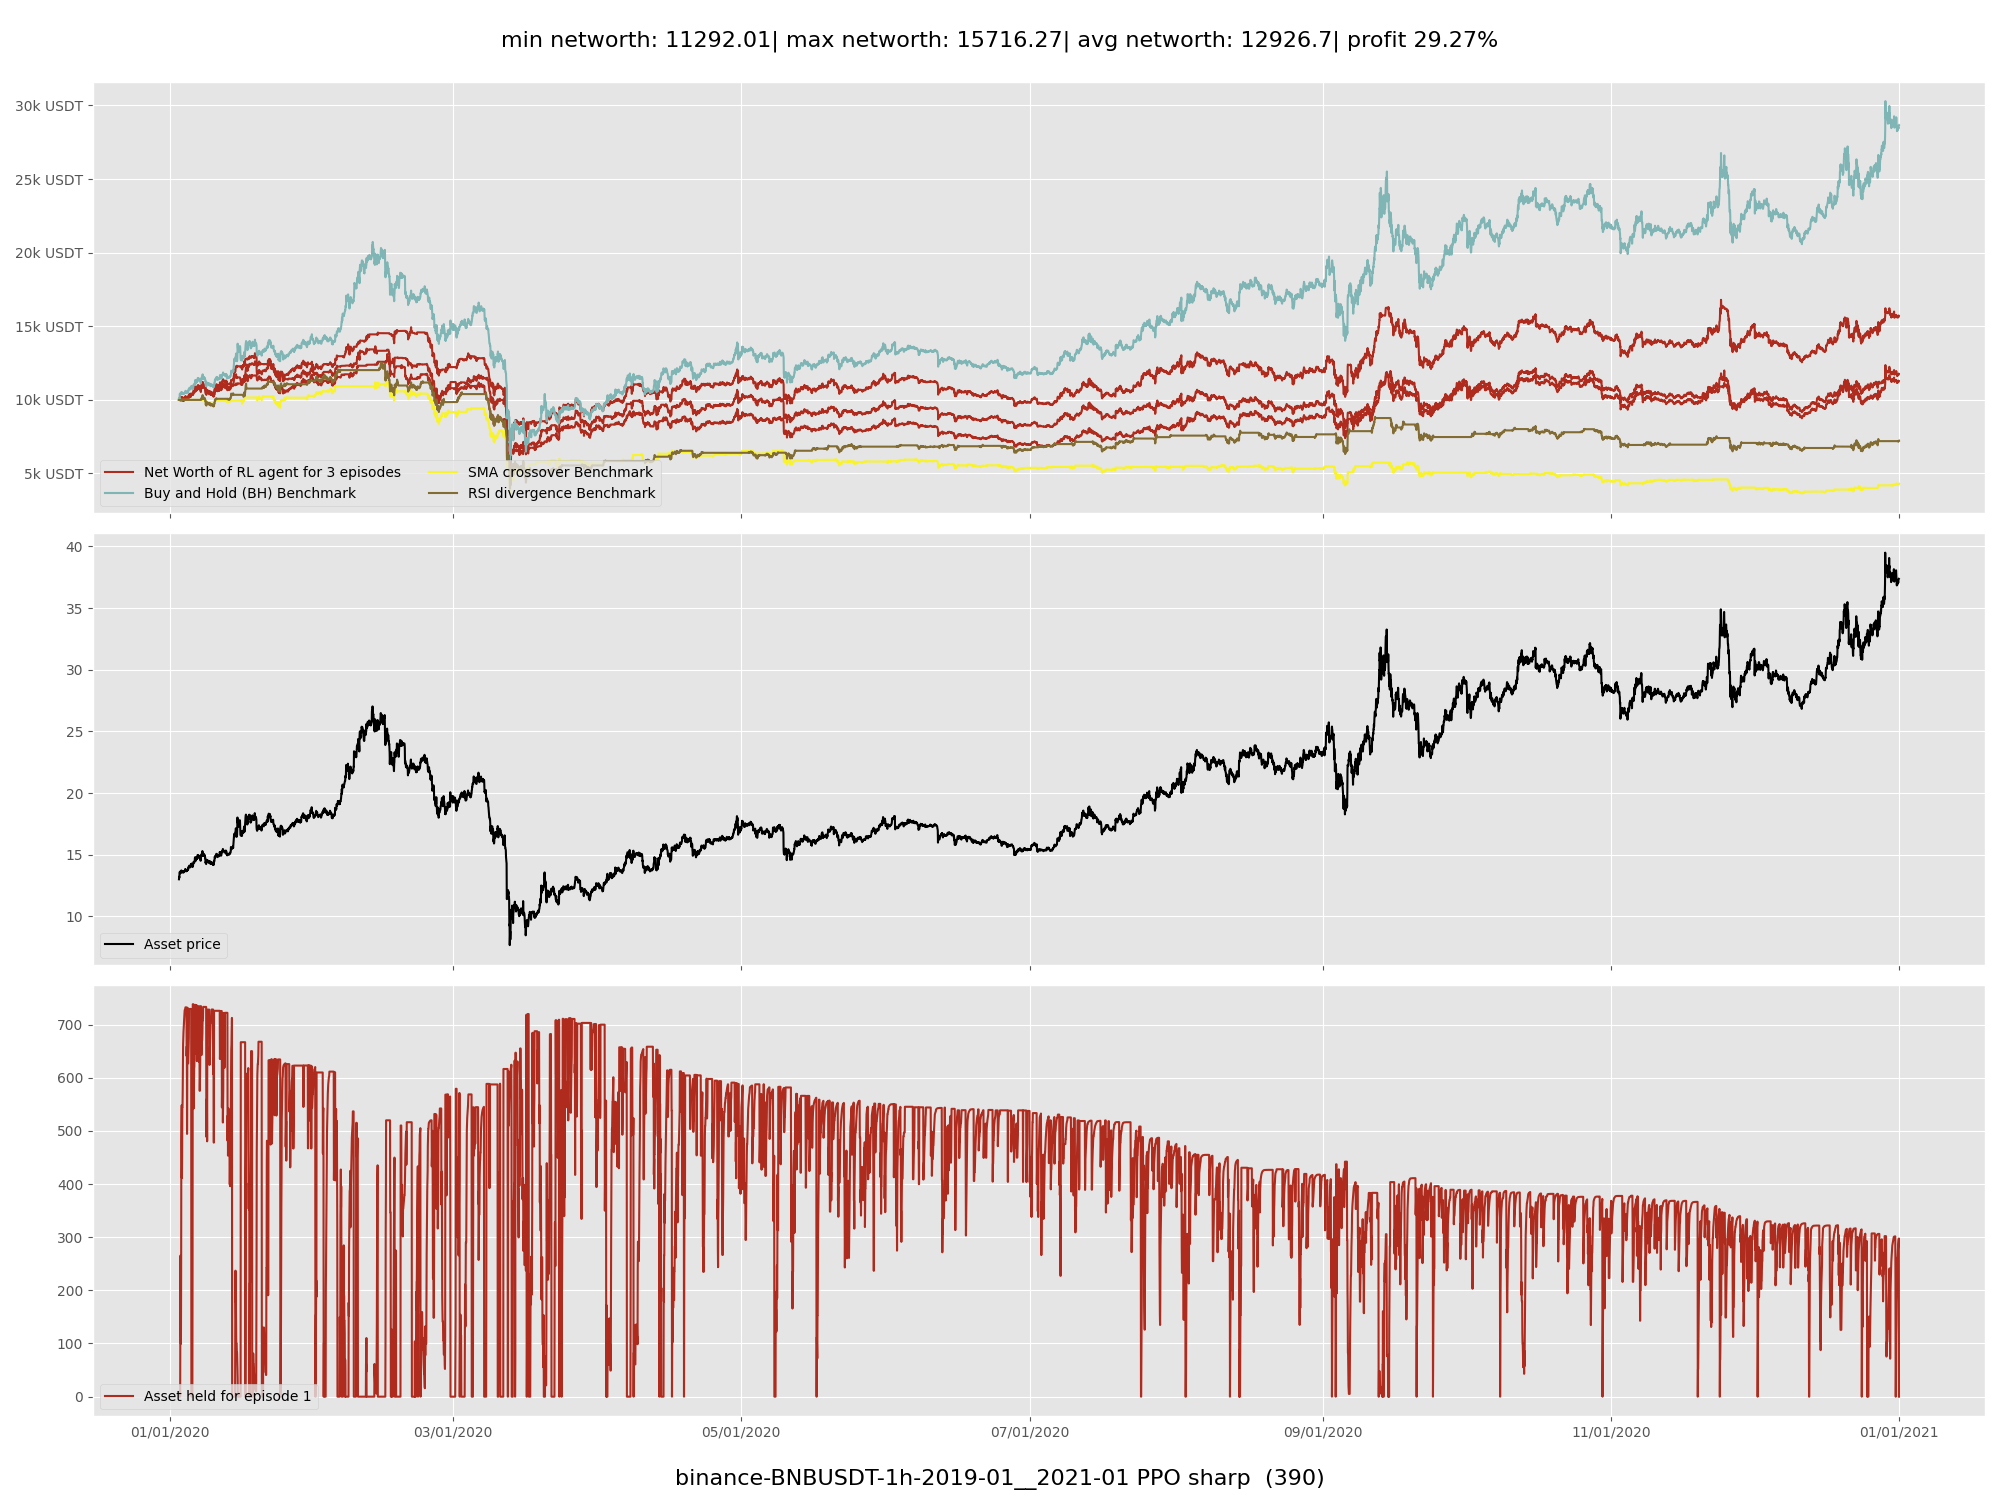 min networth: 11292.01| max networth: 15716.27| avg networth: 12926.7| profit 29.27%
30k USDT
25k USDT
20k USDT
15k USDT
10k USDT
5k USDT
Net Worth of RL agent for 3 episodes
Buy and Hold (BH) Benchmark
SMA crossover Benchmark
RSI divergence Benchmark
40
35
30
25
20
15
10
Asset price
700
600
500
400
300
200
100
0
Asset held for episode 1
01/01/2020 03/01/2020 05/01/2020 07/01/2020 09/01/2020 11/01/2020 01/01/2021
binance-BNBUSDT-1h-2019-01__2021-01 PPO sharp  (390)